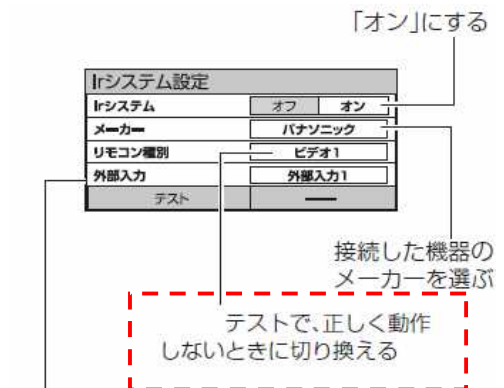 「オン」にする
Irシステム設定
Irシステム オフ オン
メーカー パナソニック
リモコン種別 ビデオ1
外部入力 外部入力1
テスト ー
接続した機器の
メーカーを選ぶ
テストで、正しく動作
しないときに切り換える